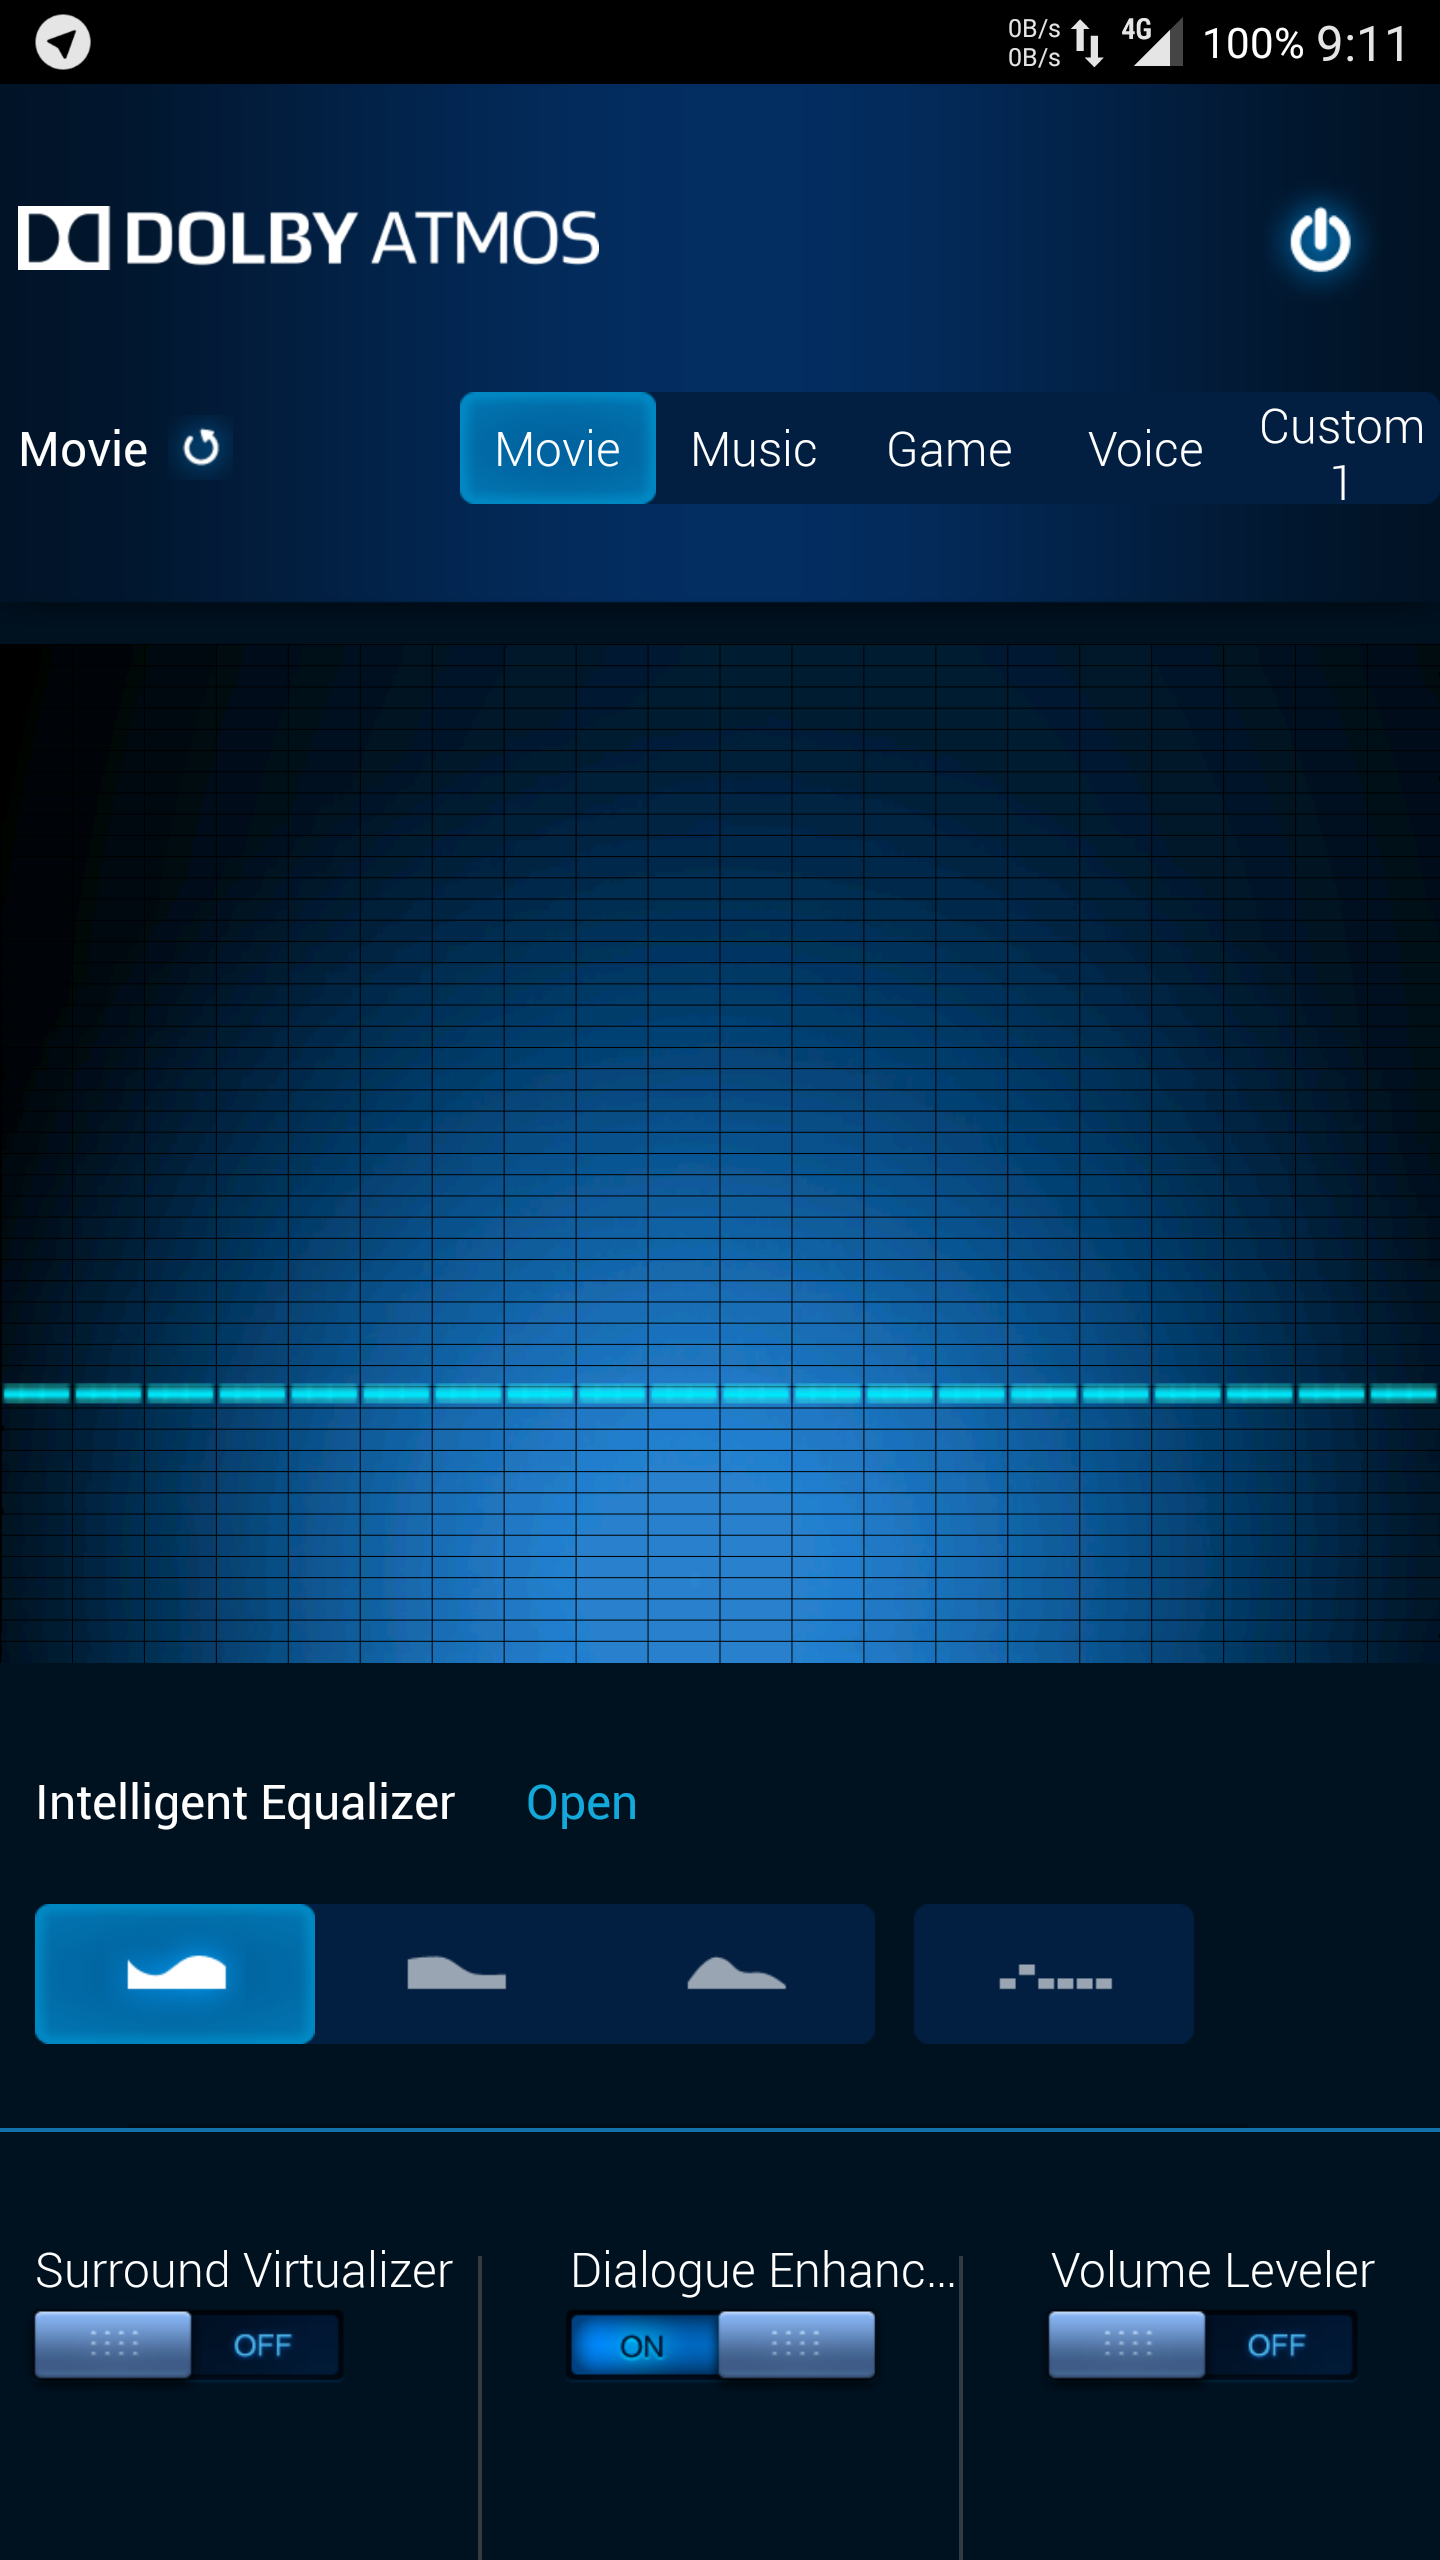 0B/s
0B/s
4G
100% 9:11
DOLBY ATMOS
Movie
Movie
Music
Game
Voice
Custom
1
Intelligent Equalizer
Open
Surround Virtualizer
Dialogue Enhanc...
Volume Leveler
OFF
ON
OFF